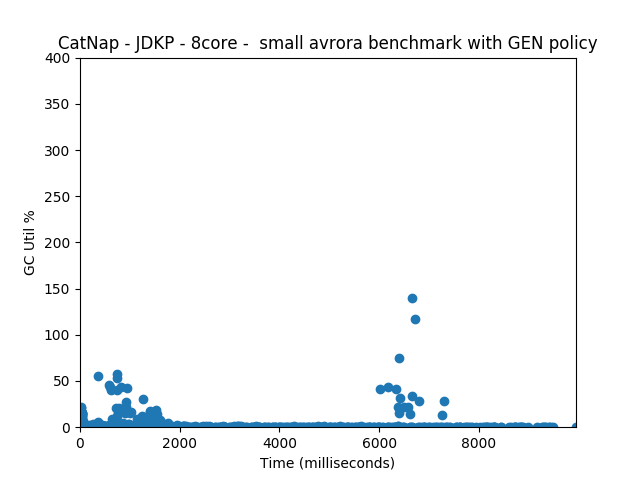 CatNap - JDKP - 8core -  small avrora benchmark with GEN policy
400
350
300
250
200
150
100
50
0
GC Util %
0 2000 4000 6000 8000
Time (milliseconds)